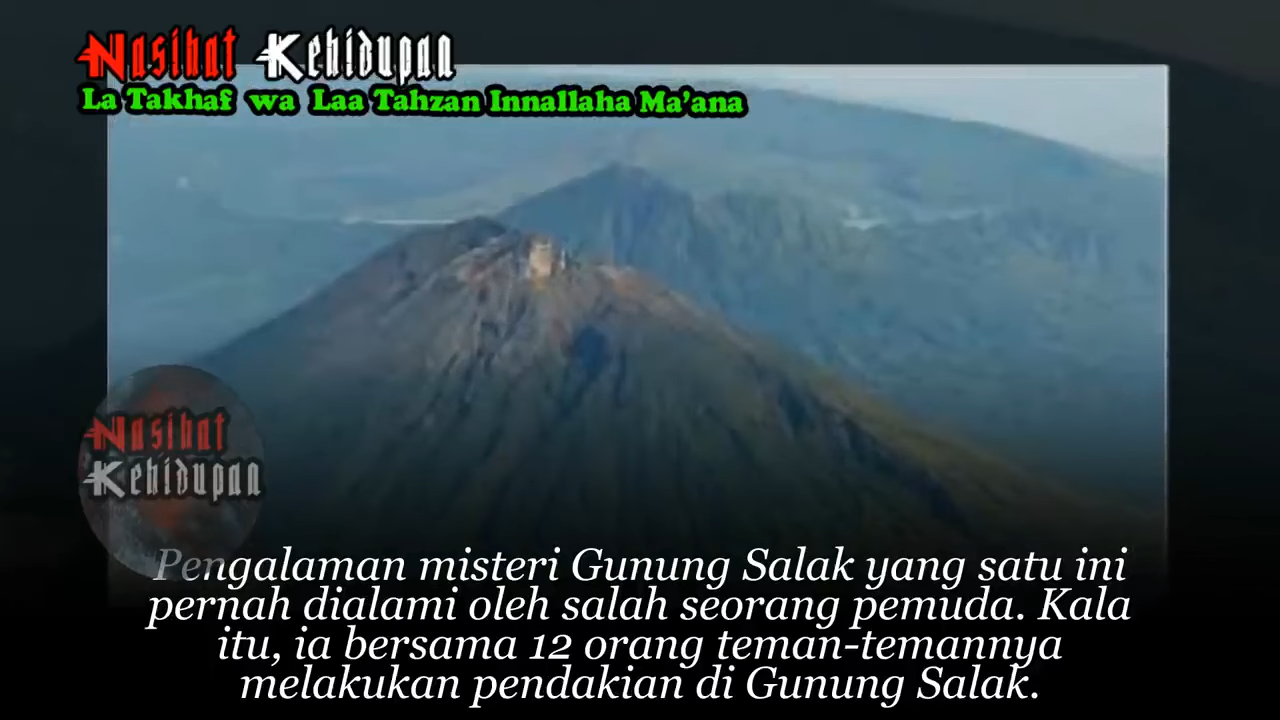 Nasihat Kehidupan
La Takhaf wa Laa Tahzan Innallaha Ma'ana
Nasihat
Kehidupan
Pengalaman misteri Gunung Salak yang satu ini
pernah dialami oleh salah seorang pemuda. Kala
itu, ia bersama 12 orang teman-temannya
melakukan pendakian di Gunung Salak.